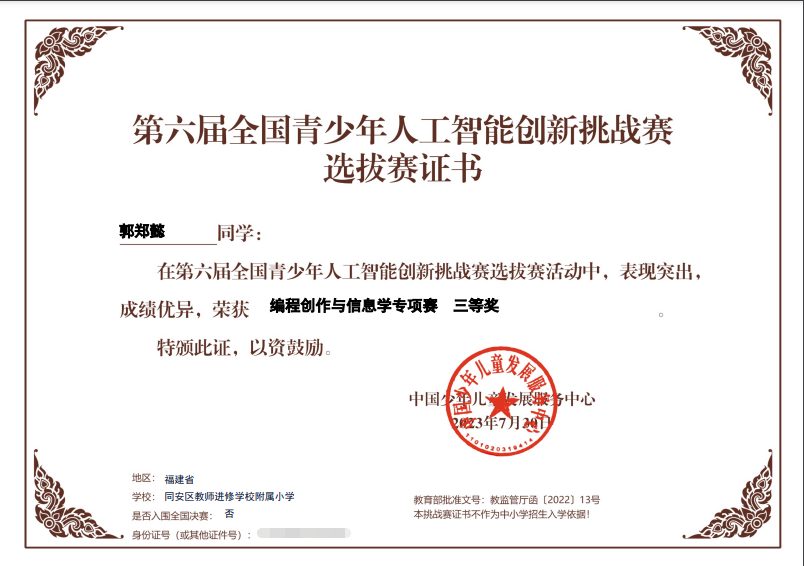 第六届全国青少年人工智能创新挑战赛
选拔赛证书
郭郑懿 同学：
在第六届全国青少年人工智能创新挑战赛选拔赛活动中，表现突出，
成绩优异，荣获 编程创作与信息学专项赛 三等奖 。
特颁此证，以资鼓励。
中国少年儿童发展服务中心
2023年7月30日
中国少年儿童发展服务中心
1101020319414
地区： 福建省
学校： 同安区教师进修学校附属小学
是否入围全国决赛： 否
身份证号（或其他证件号）：
教育部批准文号：教监管厅函〔2022〕13号
本挑战赛证书不作为中小学招生入学依据！